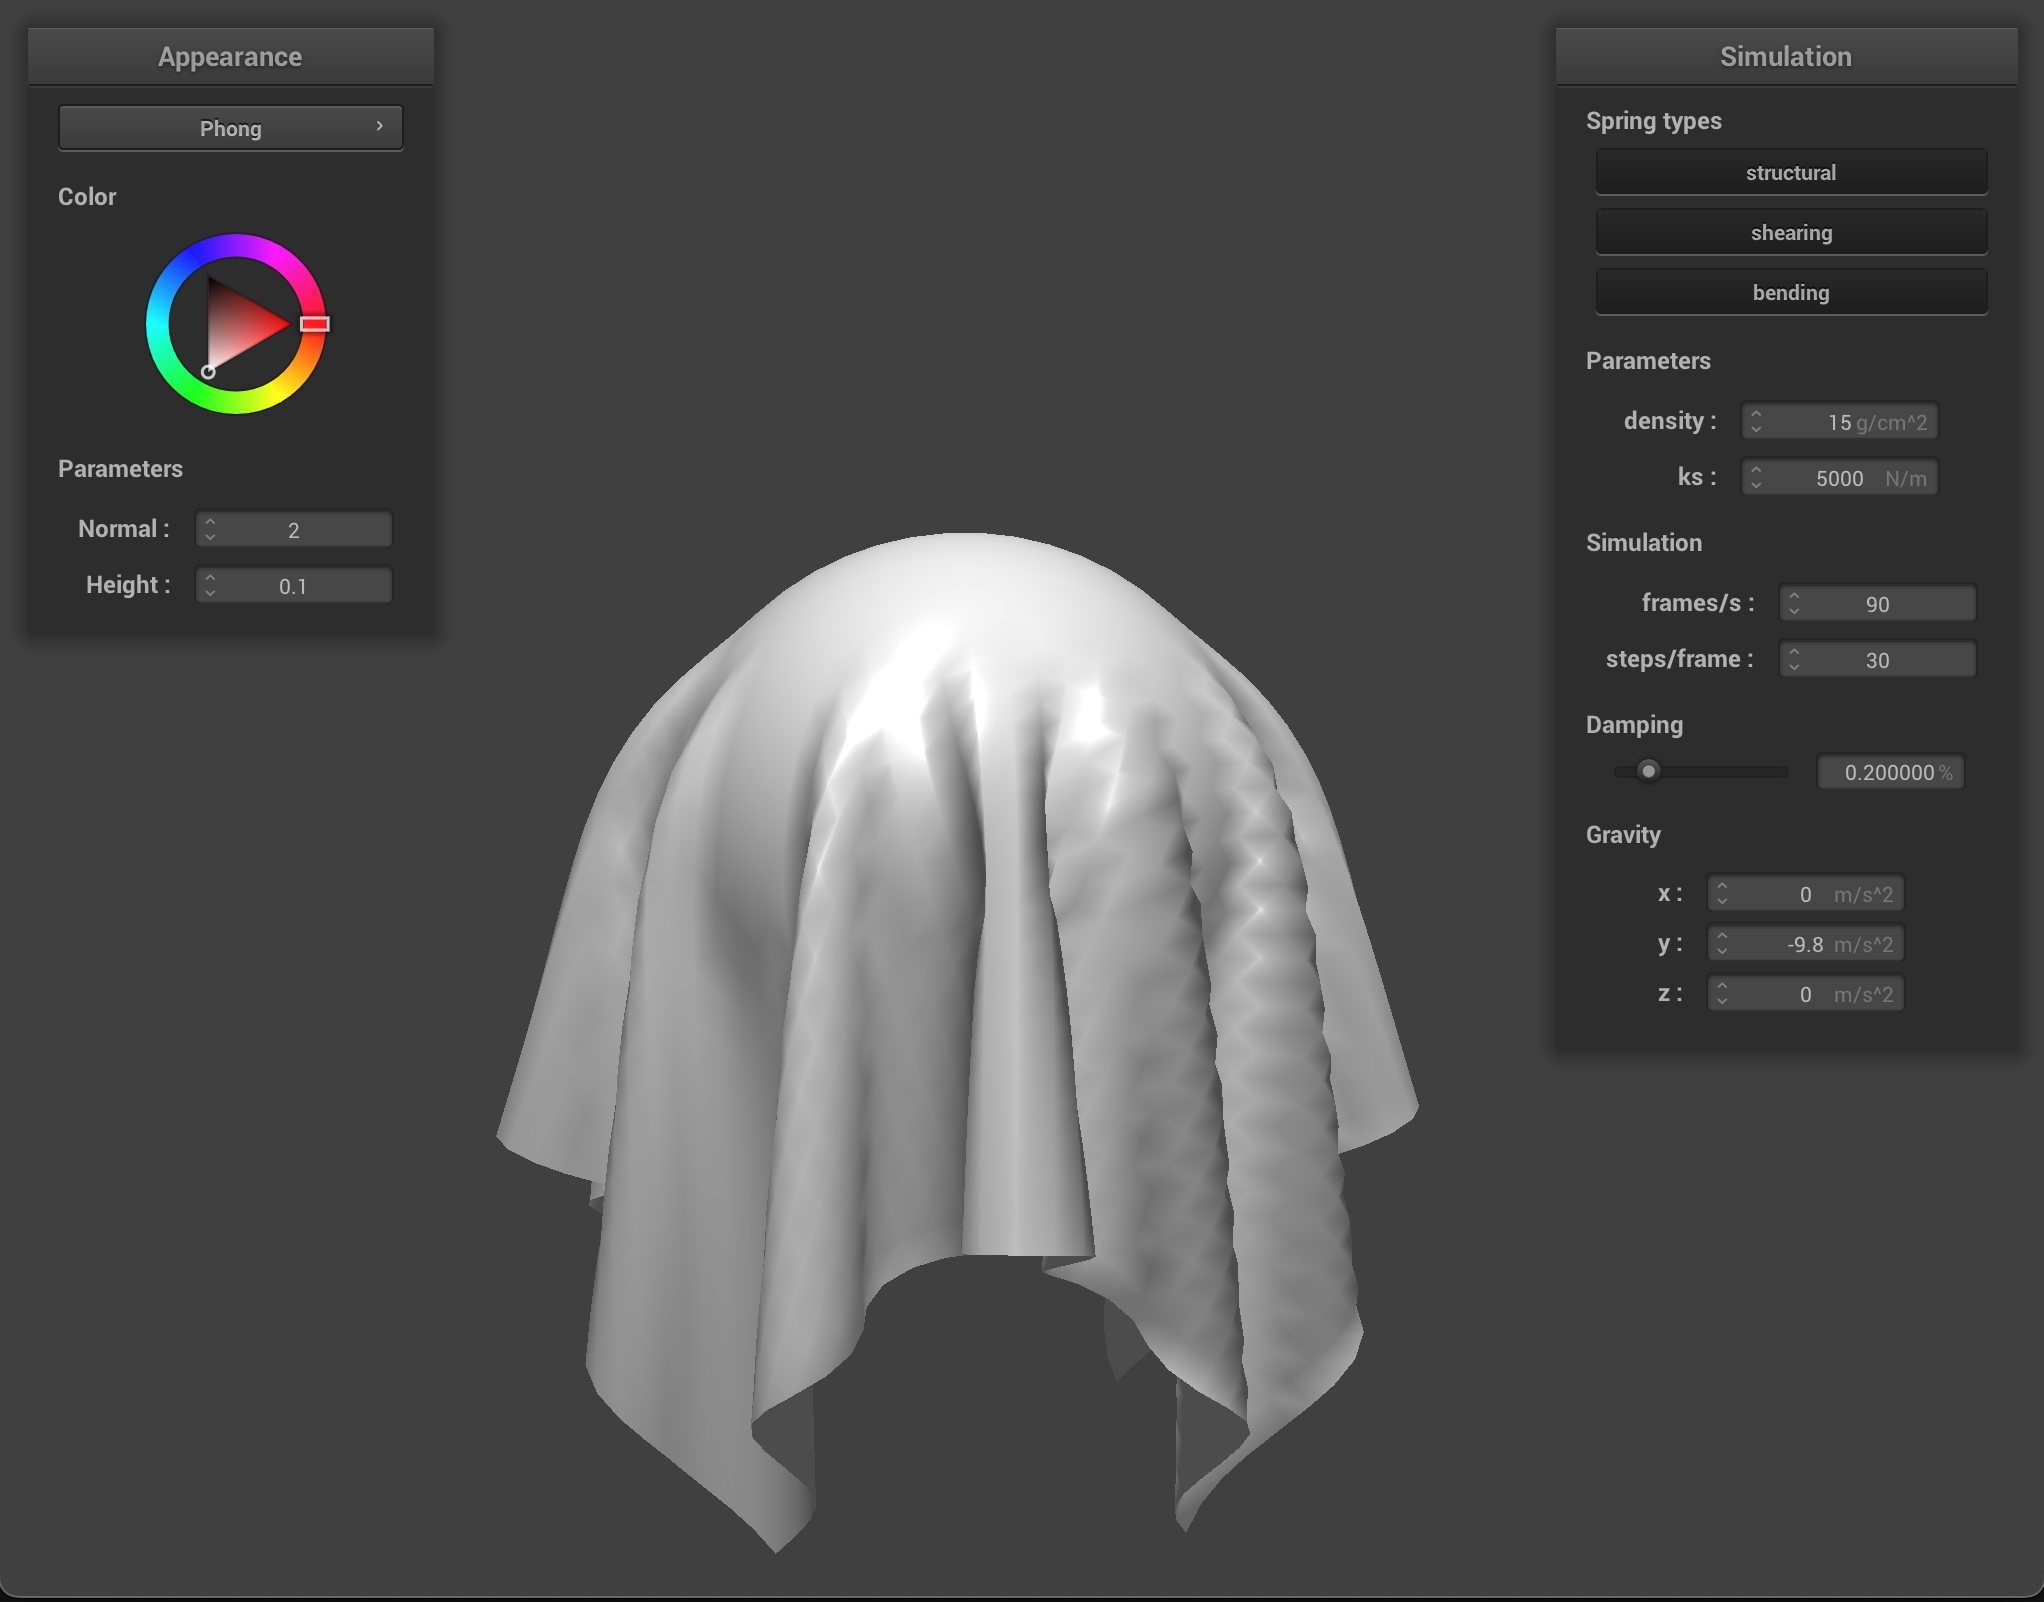 Appearance
Phong
Color
Parameters
Normal : 2
Height : 0.1
Simulation
Spring types
structural
shearing
bending
Parameters
density : 15 g/cm^2
ks : 5000 N/m
Simulation
frames/s : 90
steps/frame : 30
Damping
0.200000 %
Gravity
x : 0 m/s^2
y : -9.8 m/s^2
z : 0 m/s^2